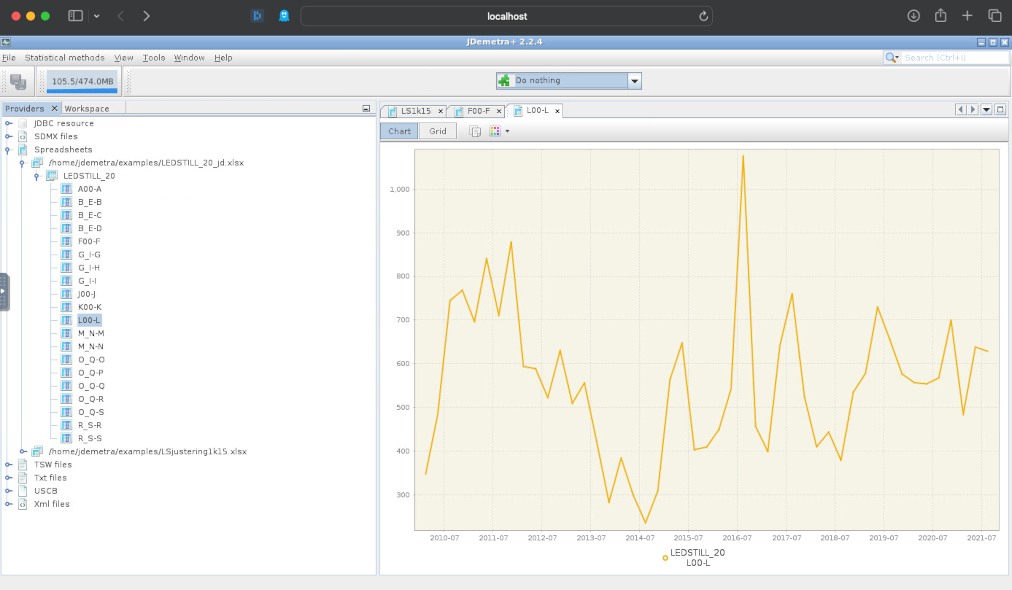 localhost
JDemetra+ 2.2.4
File Statistical methods View Tools Window Help
Search (Ctrl+I)
105.5/474.0MB
Do nothing
Providers Workspace
JDBC resource
SDMX files
Spreadsheets
/home/jdemetra/examples/LEDSTILL_20_jd.xlsx
LEDSTILL_20
A00-A
B_E-B
B_E-C
B_E-D
F00-F
G_I-G
G_I-H
G_I-I
J00-J
K00-K
L00-L
M_N-M
M_N-N
O_Q-O
O_Q-P
O_Q-Q
O_Q-R
O_Q-S
R_S-R
R_S-S
/home/jdemetra/examples/LSjustering1k15.xlsx
TSW files
Txt files
USCB
Xml files
LS1k15 F00-F L00-L
Chart Grid
1,000
900
800
700
600
500
400
300
2010-07 2011-07 2012-07 2013-07 2014-07 2015-07 2016-07 2017-07 2018-07 2019-07 2020-07 2021-07
LEDSTILL_20
L00-L